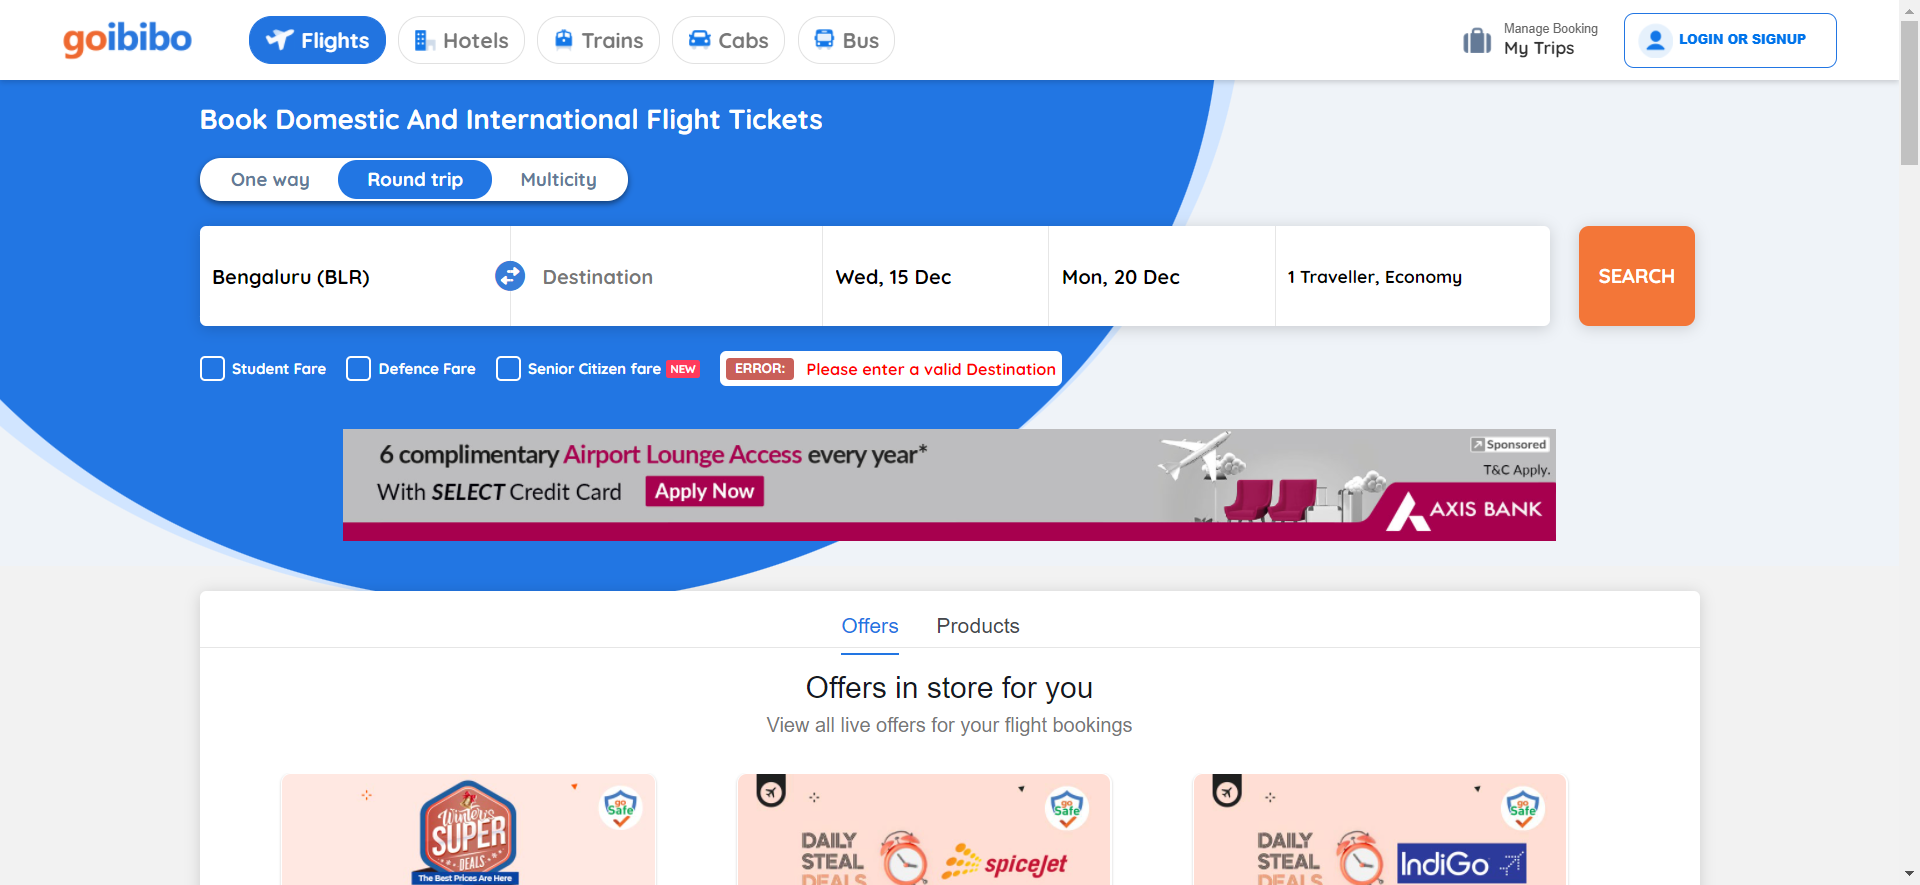 goibibo
Flights
Hotels
Trains
Cabs
Bus
Manage Booking
My Trips
LOGIN OR SIGNUP
Book Domestic And International Flight Tickets
One way
Round trip
Multicity
Bengaluru (BLR)
Destination
Wed, 15 Dec
Mon, 20 Dec
1 Traveller, Economy
SEARCH
Student Fare
Defence Fare
Senior Citizen fare NEW
ERROR: Please enter a valid Destination
6 complimentary Airport Lounge Access every year*
With SELECT Credit Card Apply Now
Sponsored
T&C Apply.
AXIS BANK
Offers
Products
Offers in store for you
View all live offers for your flight bookings
Winter
SUPER
DEALS
The Best Prices Are Here
go
Safe
DAILY
STEAL
DEALS
spiceJet
go
Safe
DAILY
STEAL
DEALS
IndiGo
go
Safe